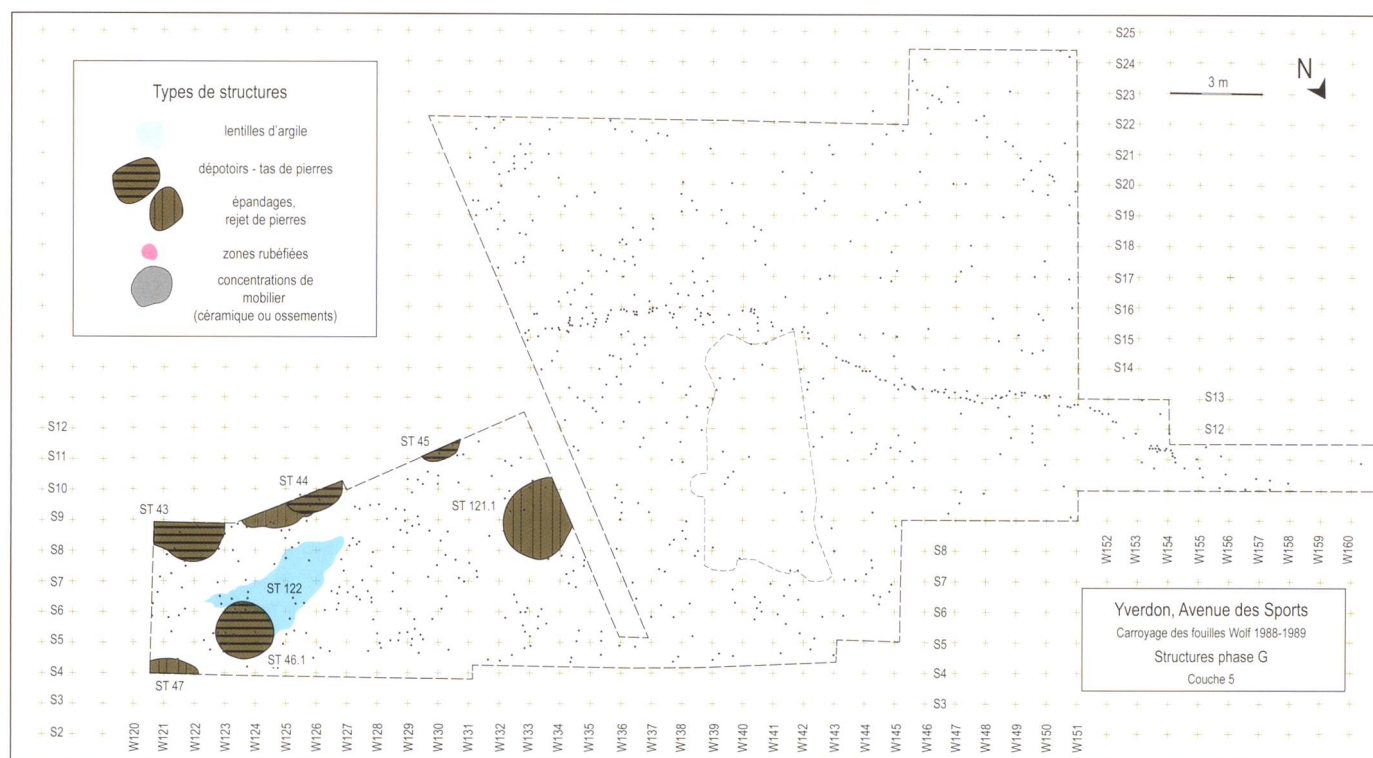 Types de structures
lentilles d'argile
dépotoirs - tas de pierres
épandages,
rejet de pierres
zones rubéfiées
concentrations de
mobilier
(céramique ou ossements)
S25
S24
S23
S22
S21
S20
S19
S18
S17
S16
S15
S14
S13
S12
3 m
N
S12
S11
S10
S9
S8
S7
S6
S5
S4
S3
S2
ST 45
ST 44
ST 43
ST 121.1
ST 122
ST 46.1
ST 47
S8
S7
S6
S5
S4
S3
W120
W121
W122
W123
W124
W125
W126
W127
W128
W129
W130
W131
W132
W133
W134
W135
W136
W137
W138
W139
W140
W141
W142
W143
W144
W145
W146
W147
W148
W149
W150
W151
W152
W153
W154
W155
W156
W157
W158
W159
W160
Yverdon, Avenue des Sports
Carroyage des fouilles Wolf 1988-1989
Structures phase G
Couche 5